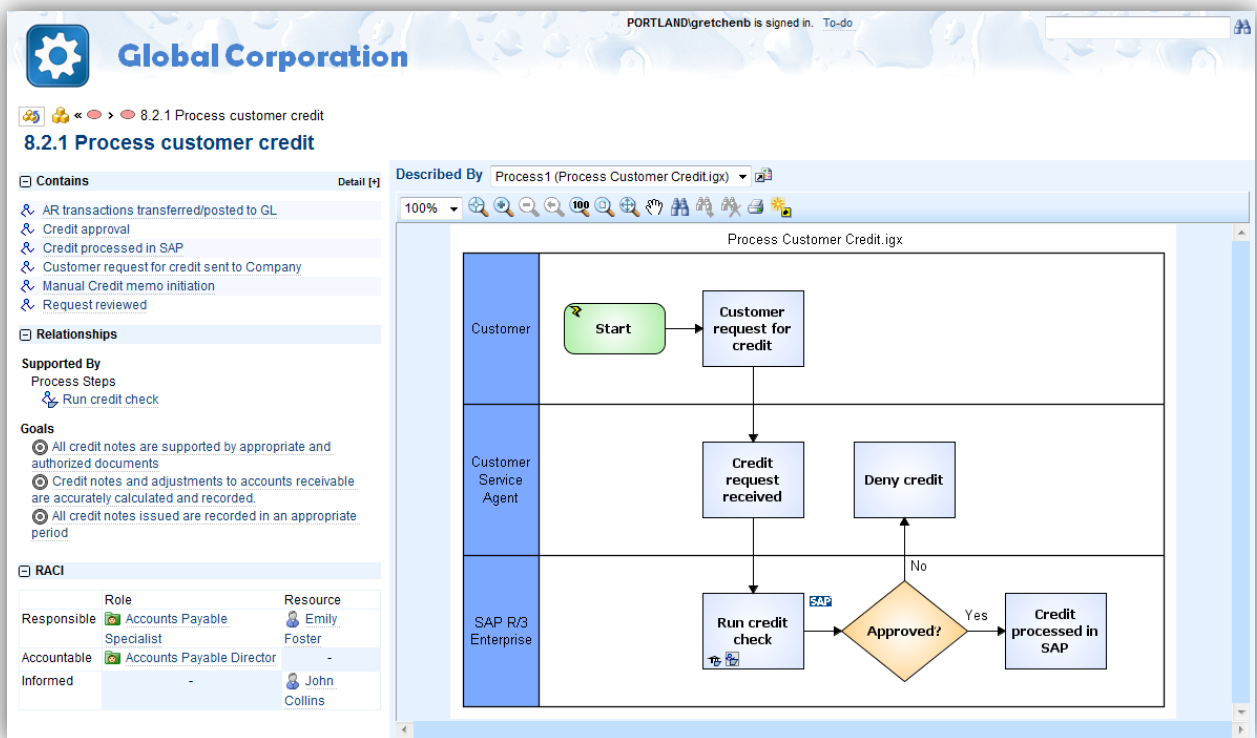 PORTLAND\gretchenb is signed in. To-do
Global Corporation
« > 8.2.1 Process customer credit
8.2.1 Process customer credit
Contains Detail [+]
AR transactions transferred/posted to GL
Credit approval
Credit processed in SAP
Customer request for credit sent to Company
Manual Credit memo initiation
Request reviewed
Relationships
Supported By
Process Steps
Run credit check
Goals
All credit notes are supported by appropriate and
authorized documents
Credit notes and adjustments to accounts receivable
are accurately calculated and recorded.
All credit notes issued are recorded in an appropriate
period
RACI
Role Resource
Responsible Accounts Payable Emily
Specialist Foster
Accountable Accounts Payable Director -
Informed - John
Collins
Described By Process1 (Process Customer Credit.igx)
100% 100
Process Customer Credit.igx
Customer
Start
Customer
request for
credit
Customer
Service
Agent
Credit
request
received
Deny credit
No
SAP R/3
Enterprise
Run credit
check
SAP
Approved?
Yes
Credit
processed in
SAP